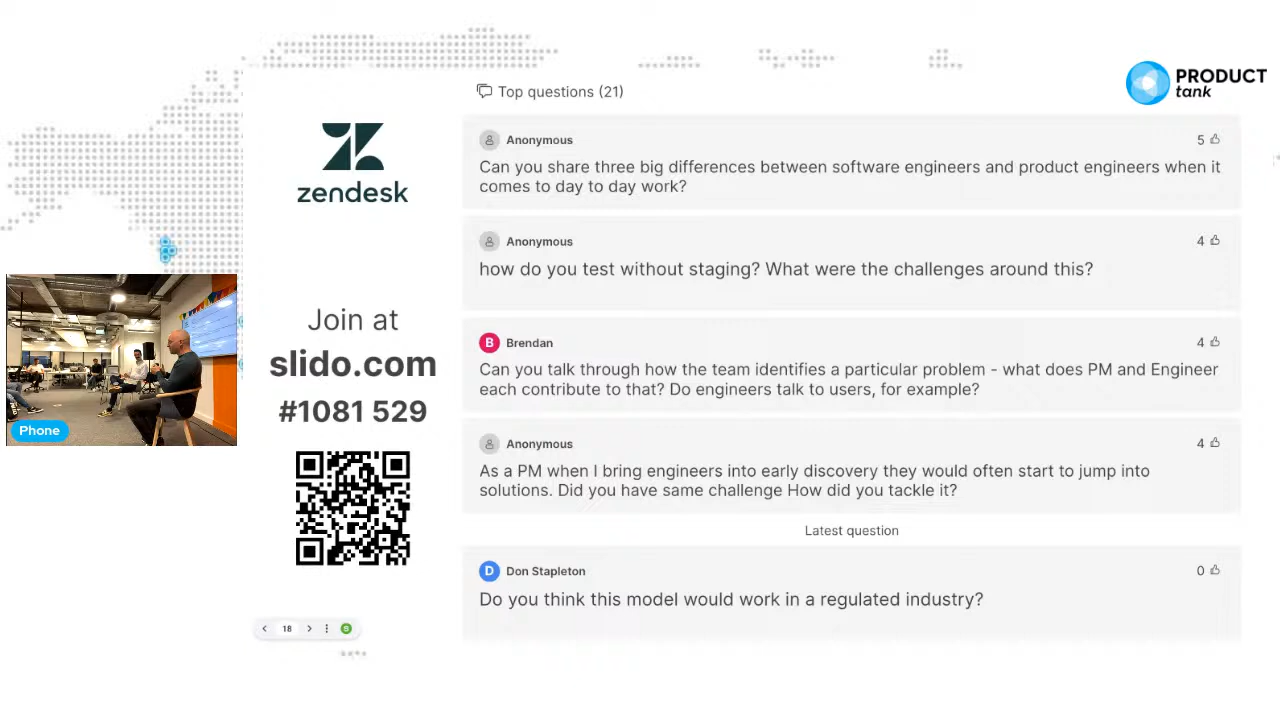 PRODUCT
tank
Top questions (21)
zendesk
Join at
slido.com
#1081 529
Phone
18
S
Anonymous
5
Can you share three big differences between software engineers and product engineers when it
comes to day to day work?
Anonymous
4
how do you test without staging? What were the challenges around this?
B
Brendan
4
Can you talk through how the team identifies a particular problem - what does PM and Engineer
each contribute to that? Do engineers talk to users, for example?
Anonymous
4
As a PM when I bring engineers into early discovery they would often start to jump into
solutions. Did you have same challenge How did you tackle it?
Latest question
D
Don Stapleton
0
Do you think this model would work in a regulated industry?